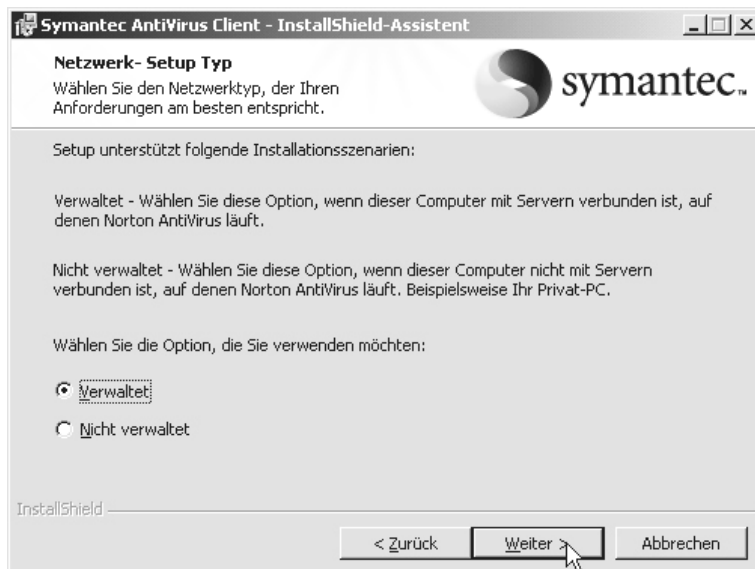 Symantec AntiVirus Client - InstallShield-Assistent
Netzwerk- Setup Typ
Wählen Sie den Netzwerktyp, der Ihren
Anforderungen am besten entspricht.
symantec™
Setup unterstützt folgende Installationsszenarien:
Verwaltet - Wählen Sie diese Option, wenn dieser Computer mit Servern verbunden ist, auf
denen Norton AntiVirus läuft.
Nicht verwaltet - Wählen Sie diese Option, wenn dieser Computer nicht mit Servern
verbunden ist, auf denen Norton AntiVirus läuft. Beispielsweise Ihr Privat-PC.
Wählen Sie die Option, die Sie verwenden möchten:
Verwaltet
Nicht verwaltet
InstallShield
< Zurück
Weiter >
Abbrechen